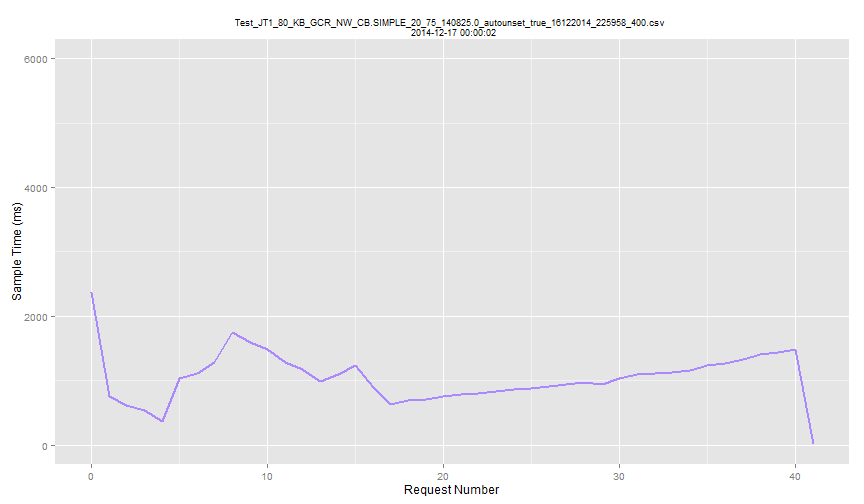 Test_JT1_80_KB_GCR_NW_CB.SIMPLE_20_75_140825.0_autounset_true_16122014_225958_400.csv
2014-12-17 00:00:02
6000
4000
2000
0
Sample Time (ms)
0 10 20 30 40
Request Number